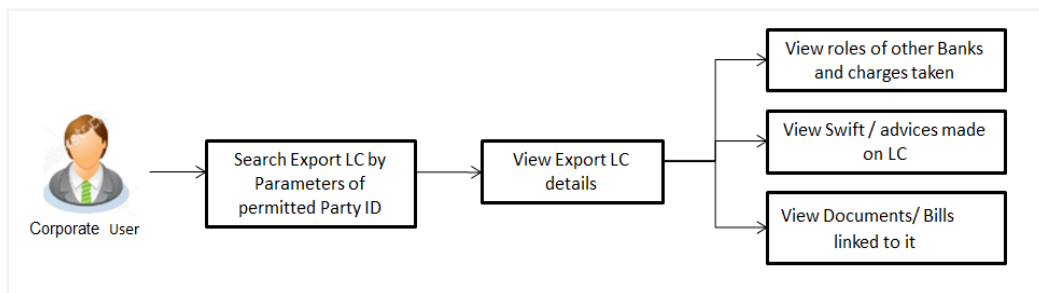 Corporate User
Search Export LC by
Parameters of
permitted Party ID
View Export LC
details
View roles of other Banks
and charges taken
View Swift / advices made
on LC
View Documents/ Bills
linked to it